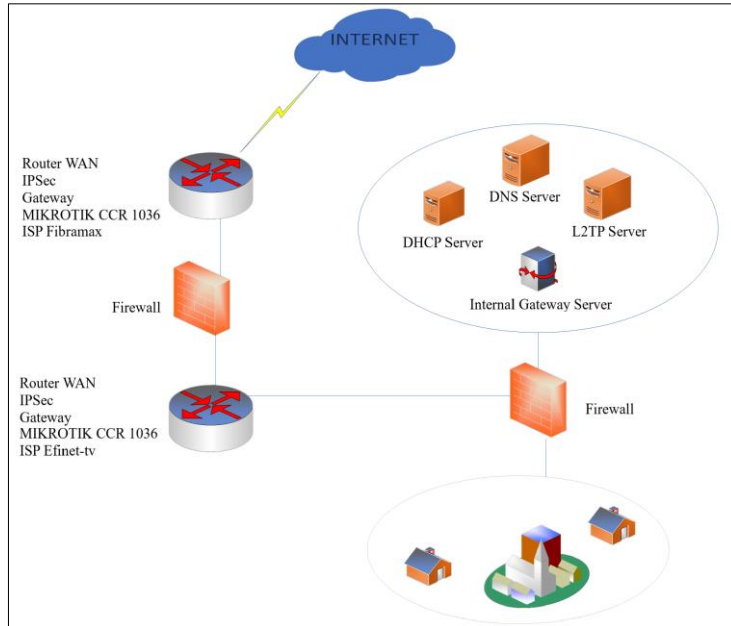 INTERNET
Router WAN
IPSec
Gateway
MIKROTIK CCR 1036
ISP Fibramax
DNS Server
DHCP Server
L2TP Server
Internal Gateway Server
Firewall
Router WAN
IPSec
Gateway
MIKROTIK CCR 1036
ISP Efinet-tv
Firewall